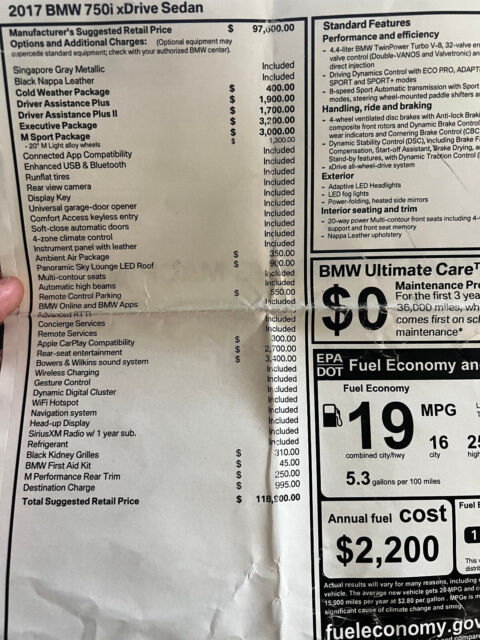 2017 BMW 750i xDrive Sedan
Manufacturer's Suggested Retail Price $ 97, 00.00
Options and Additional Charges: (Optional equipment may
supercede standard equipment; check with your authorized BMW center).
Singapore Gray Metallic Included
Black Nappa Leather Included
Cold Weather Package $ 400.00
Driver Assistance Plus $ 1,900.00
Driver Assistance Plus II $ 1,700.00
Executive Package $ 3,200.00
M Sport Package $ 3,000.00
- 20" M Light alloy wheels $ 1,300.00
Connected App Compatibility Included
Enhanced USB & Bluetooth Included
Runflat tires Included
Rear view camera Included
Display Key Included
Universal garage-door opener Included
Comfort Access keyless entry Included
Soft-close automatic doors Included
4-zone climate control Included
Instrument panel with leather Included
Ambient Air Package $ 350.00
Panoramic Sky Lounge LED Roof $ 900.00
Multi-contour seats Included
Automatic high beams Included
Remote Control Parking $ 550.00
BMW Online and BMW Apps Included
Advanced RTTI Included
Concierge Services Included
Remote Services Included
Apple CarPlay Compatibility $ 300.00
Rear-seat entertainment $ 2,700.00
Bowers & Wilkins sound system $ 3,400.00
Wireless Charging Included
Gesture Control Included
Dynamic Digital Cluster Included
WiFi Hotspot Included
Navigation system Included
Head-up Display Included
SiriusXM Radio w/ 1 year sub. Included
Refrigerant Included
Black Kidney Grilles $ 310.00
BMW First Aid Kit $ 45.00
M Performance Rear Trim $ 250.00
Destination Charge $ 995.00
Total Suggested Retail Price $ 118, 00.00
Standard Features
Performance and efficiency
- 4.4-liter BMW TwinPower Turbo V-8, 32-valve en
valve control (Double-VANOS and Valvetronic) an
direct injection
- Driving Dynamics Control with ECO PRO, ADAPT
SPORT and SPORT+ modes
- 8-speed Sport Automatic transmission with Sport
modes, steering wheel-mounted paddle shifters a
Handling, ride and braking
- 4-wheel ventilated disc brakes with Anti-lock Brak
composite front rotors and Dynamic Brake Control
wear indicators and Cornering Brake Control (CBC
- Dynamic Stability Control (DSC), including Brake F
Compensation, Start-off Assistant, Brake Drying, a
Stand-by features, with Dynamic Traction Control (
- xDrive all-wheel-drive system
Exterior
- Adaptive LED Headlights
- LED fog lights
- Power-folding, heated side mirrors
Interior seating and trim
- 20-way power Multi-contour front seats including 4-
support and front seat memory
- Nappa Leather upholstery
BMW Ultimate Care™
$0
Maintenance Pr
For the first 3 yea
36,000 miles, wh
comes first on sch
maintenance*
EPA
DOT Fuel Economy an
Fuel Economy
19 MPG
combined city/hwy
16
city
25
high
5.3 gallons per 100 miles
Annual fuel cost
$2,200
Fuel E
1
This v
distrib
Actual results will vary for many reasons, including
vehicle. The average new vehicle gets 26 MPG and c
15,000 miles per year at $2.80 per gallon. MPGe is m
significant cause of climate change and smog.
fueleconomy.gov